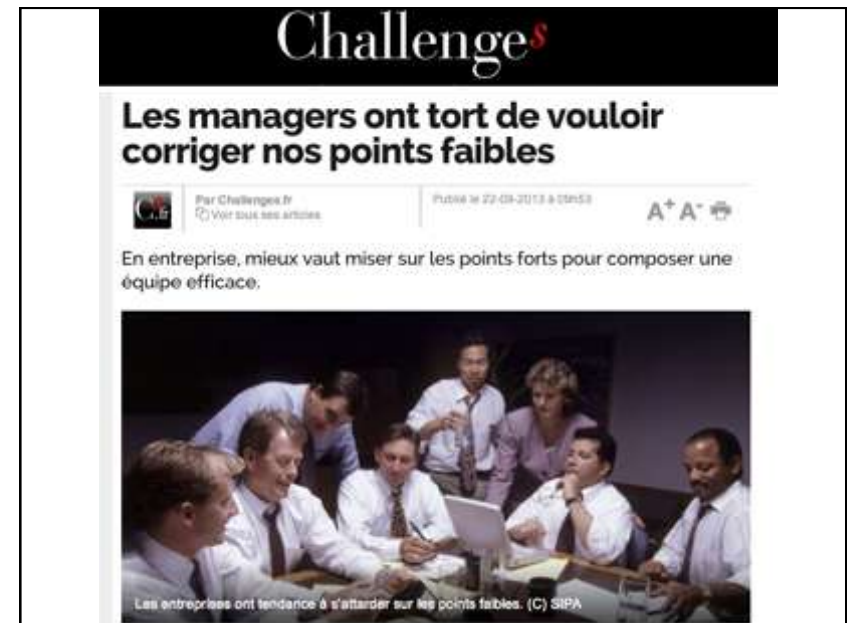 Challenges
Les managers ont tort de vouloir
corriger nos points faibles
Par Challenges.fr
Voir tous ses articles
Publié le
A+ A-
En entreprise, mieux vaut miser sur les points forts pour composer une
équipe efficace.
Les entreprises ont tendance à s'attarder sur les points faibles. (C) SIPA